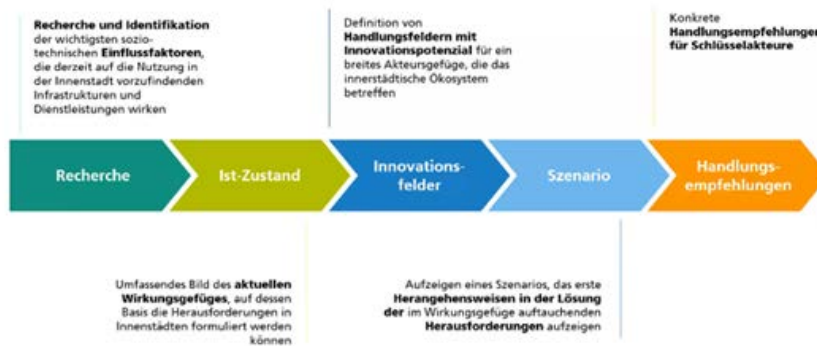 Recherche und Identifikation
der wichtigsten sozio-
technischen Einflussfaktoren,
die derzeit auf die Nutzung in
der Innenstadt vorzufindenden
Infrastrukturen und
Dienstleistungen wirken
Definition von
Handlungsfeldern mit
Innovationspotenzial für ein
breites Akteursgefüge, die das
innerstädtische Ökosystem
betreffen
Konkrete
Handlungsempfehlungen
für Schlüsselakteure
Recherche
Ist-Zustand
Innovations-
felder
Szenario
Handlungs-
empfehlungen
Umfassendes Bild des aktuellen
Wirkungsgefüges, auf dessen
Basis die Herausforderungen in
Innenstädten formuliert werden
können
Aufzeigen eines Szenarios, das erste
Herangehensweisen in der Lösung
der im Wirkungsgefüge auftauchenden
Herausforderungen aufzeigen